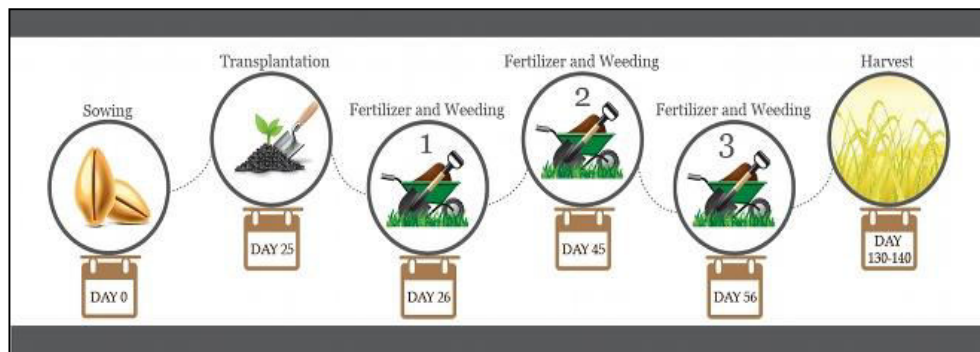 Sowing
DAY 0
Transplantation
DAY 25
Fertilizer and Weeding
1
DAY 26
Fertilizer and Weeding
2
DAY 45
Fertilizer and Weeding
3
DAY 56
Harvest
DAY
130-140